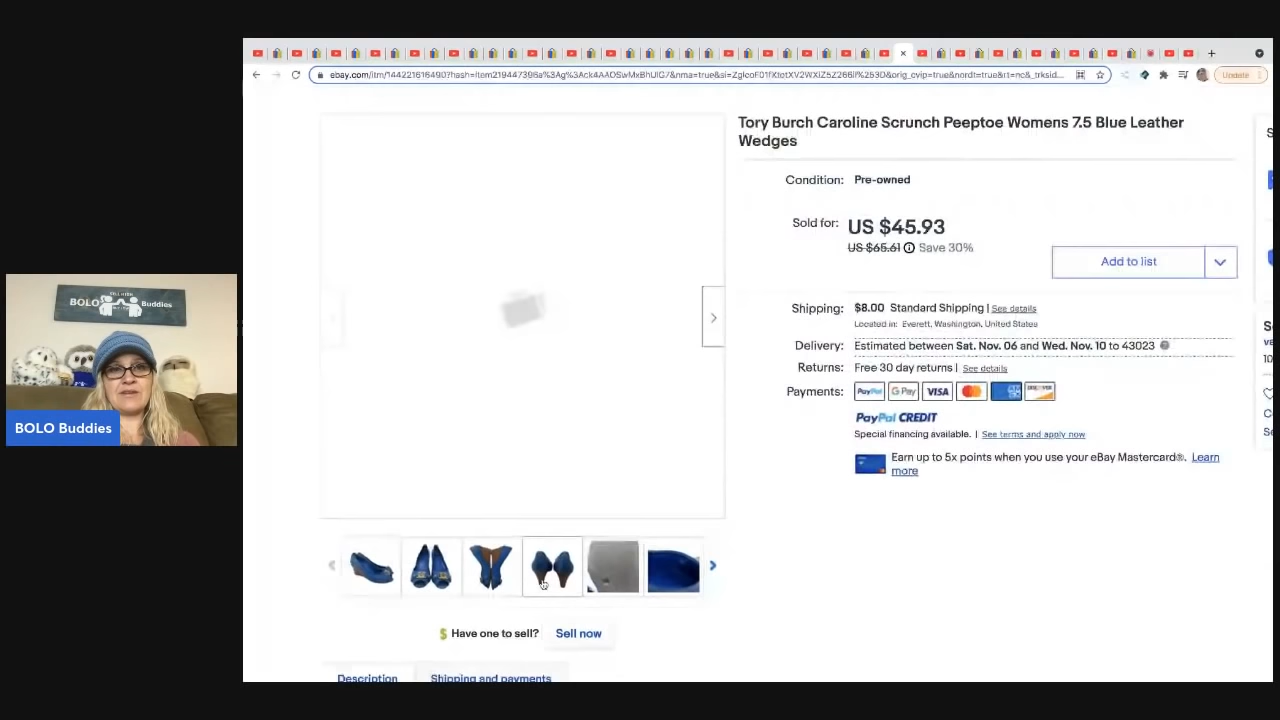 Update
Tory Burch Caroline Scrunch Peeptoe Womens 7.5 Blue Leather
Wedges
Condition: Pre-owned
Sold for: US $45.93
US $65.61 Save 30%
Add to list
Shipping: $8.00 Standard Shipping | See details
Located in: Everett, Washington, United States
Delivery: Estimated between Sat. Nov. 06 and Wed. Nov. 10 to 43023
Returns: Free 30 day returns | See details
Payments: PayPal G Pay VISA DISCOVER
PayPal CREDIT
Special financing available. | See terms and apply now
Earn up to 5x points when you use your eBay Mastercard®. Learn
more
BOLO Buddies
BOLO Buddies
$ Have one to sell? Sell now
Description Shipping and payments